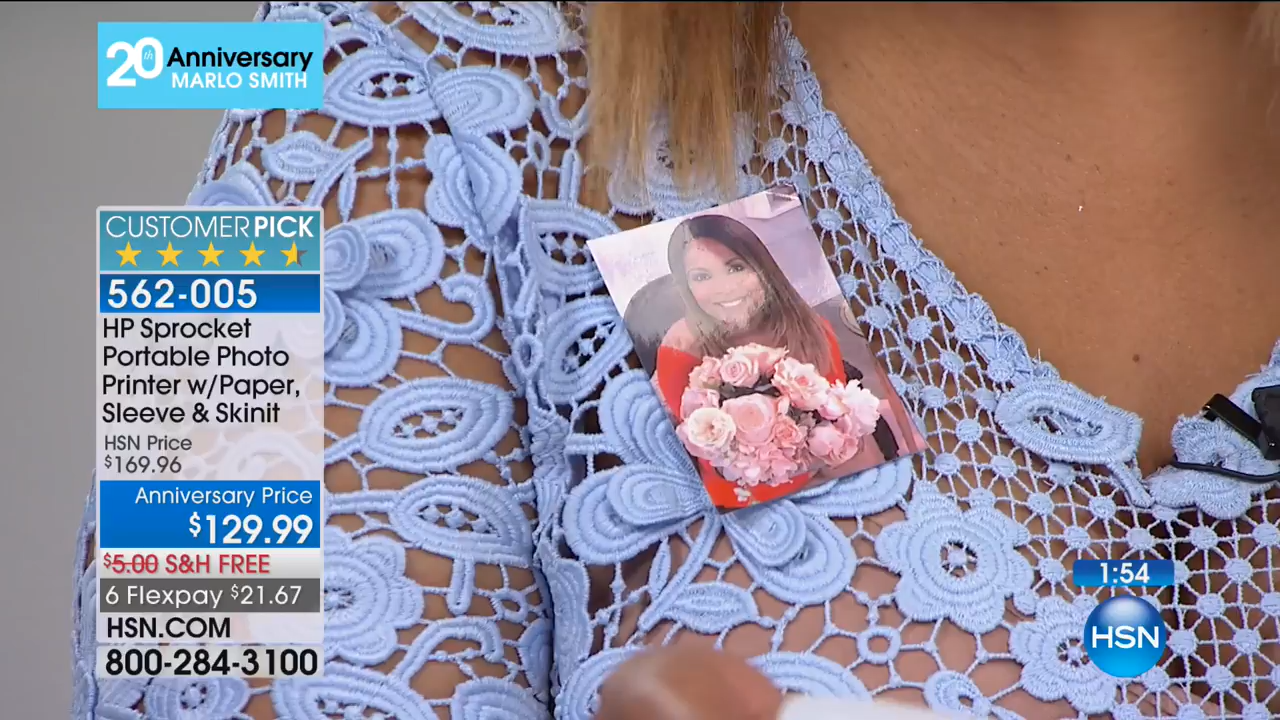 20th Anniversary
MARLO SMITH
CUSTOMER PICK
562-005
HP Sprocket
Portable Photo
Printer w/Paper,
Sleeve & Skinit
HSN Price
$169.96
Anniversary Price
$129.99
$5.00 S&H FREE
6 Flexpay $21.67
HSN.COM
800-284-3100
1:54
HSN